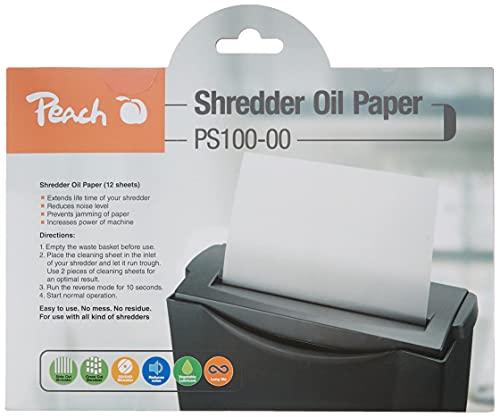 Peach
Shredder Oil Paper
PS100-00
Shredder Oil Paper (12 sheets)
Extends life time of your shredder
Reduces noise level
Prevents jamming of paper
Increases power of machine
Directions:
1. Empty the waste basket before use.
2. Place the cleaning sheet in the inlet
of your shredder and let it run trough.
Use 2 pieces of cleaning sheets for
an optimal result.
3. Run the reverse mode for 10 seconds.
4. Start normal operation.
Easy to use. No mess. No residue.
For use with all kind of shredders
Reduces
noise
Long life